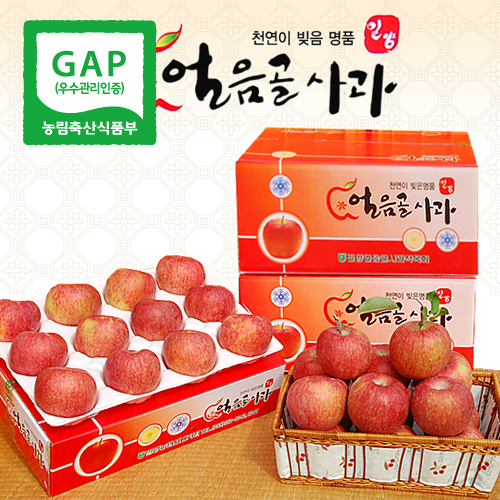 GAP
(우수관리인증)
농림축산식품부
천연이 빚음 명품
밀양
얼음골사과
천연이 빚은명품
밀양
얼음골사과
천연이 빚은명품
얼음골사과
얼음골사과